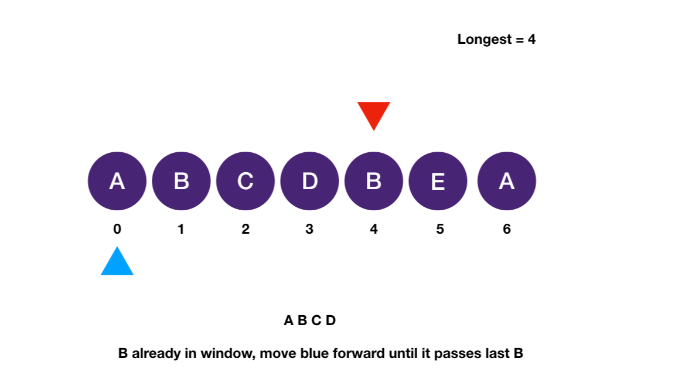 Longest = 4
A B C D B E A
0 1 2 3 4 5 6
A B C D
B already in window, move blue forward until it passes last B